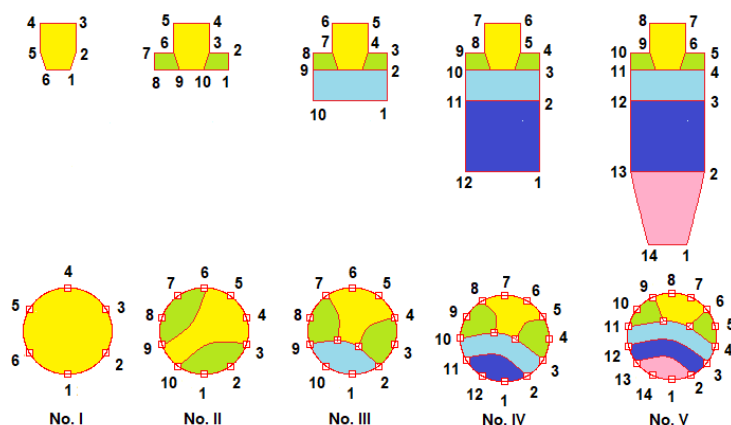 4 3 5 2 6 1
5 4 7 3 2 8 9 10 1
6 5 8 7 4 3 9 2 10 1
7 6 9 8 5 4 10 3 11 2 12 1
8 7 10 9 6 5 11 4 12 3 13 2 14 1
4 5 3 6 2 1
6 7 5 8 4 9 3 10 2 1
7 6 5 8 4 9 3 10 2 1
7 8 6 9 5 10 4 11 3 12 2 1
8 9 7 10 6 11 5 12 4 13 3 14 2 1
No. I No. II No. III No. IV No. V